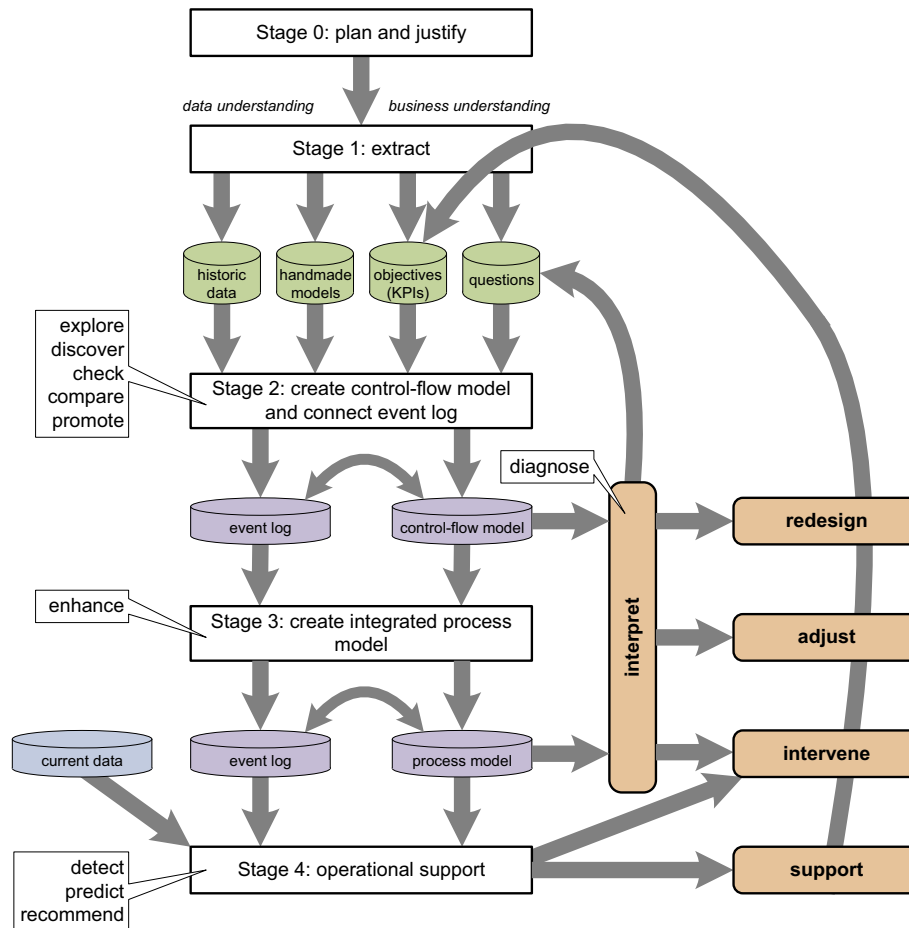 Stage 0: plan and justify
data understanding
business understanding
Stage 1: extract
historic
data
handmade
models
objectives
(KPIs)
questions
explore
discover
check
compare
promote
Stage 2: create control-flow model
and connect event log
diagnose
event log
control-flow model
redesign
enhance
Stage 3: create integrated process
model
interpret
adjust
current data
event log
process model
intervene
detect
predict
recommend
Stage 4: operational support
support